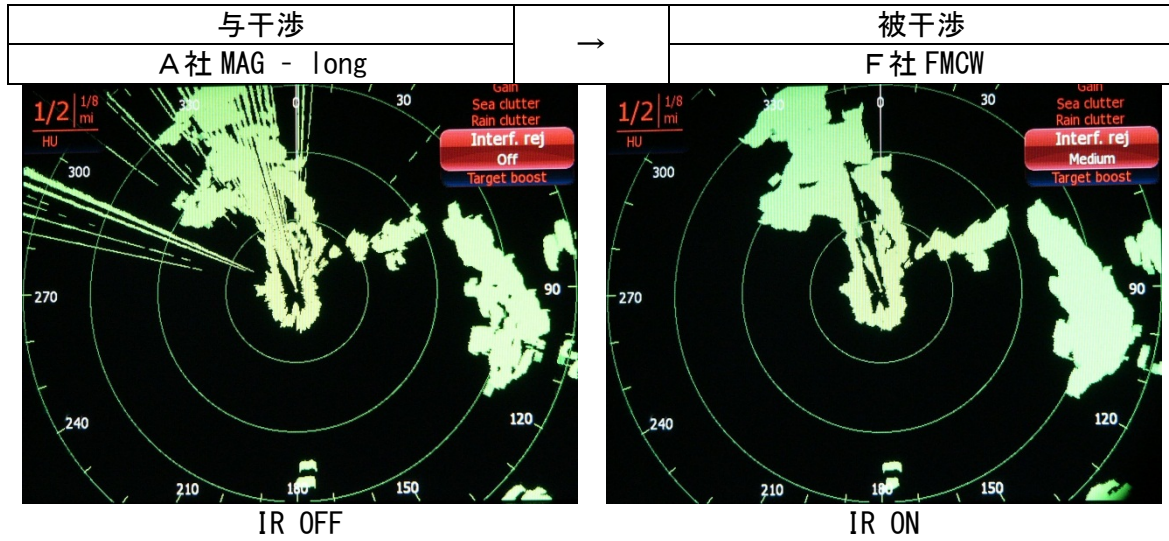 与干渉 → 被干渉
A社 MAG - long F社 FMCW
1/2 1/8 mi
HU
Gain
Sea clutter
Rain clutter
Interf. rej
Off
Target boost
330 0 30
300
270 90
240 120
210 180 150
1/2 1/8 mi
HU
Gain
Sea clutter
Rain clutter
Interf. rej
Medium
Target boost
330 0 30
300
270 90
240 120
210 180 150
IR OFF IR ON